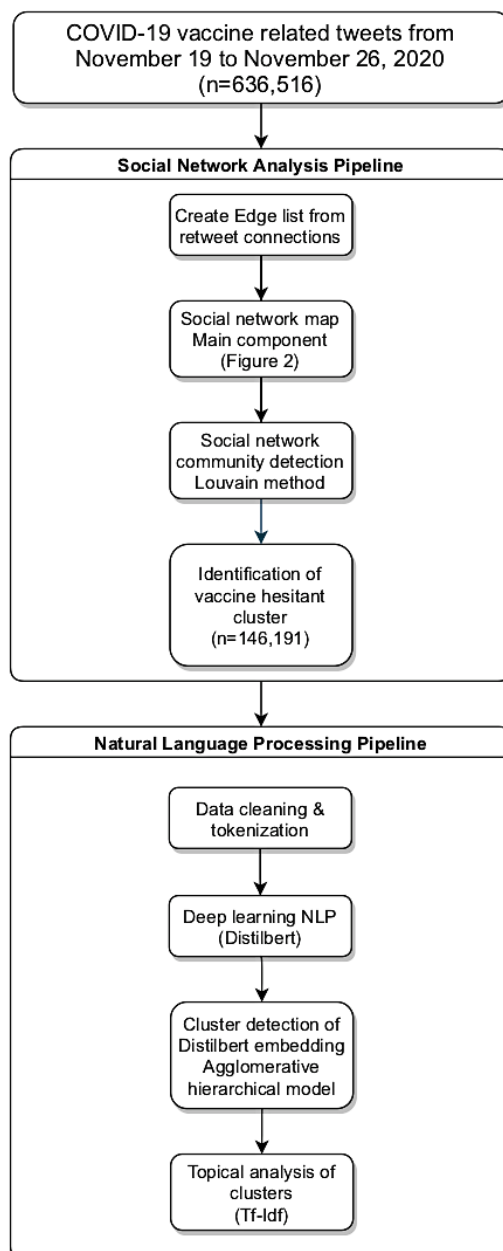 COVID-19 vaccine related tweets from
November 19 to November 26, 2020
(n=636,516)
Social Network Analysis Pipeline
Create Edge list from
retweet connections
Social network map
Main component
(Figure 2)
Social network
community detection
Louvain method
Identification of
vaccine hesitant
cluster
(n=146,191)
Natural Language Processing Pipeline
Data cleaning &
tokenization
Deep learning NLP
(Distilbert)
Cluster detection of
Distilbert embedding
Agglomerative
hierarchical model
Topical analysis of
clusters
(Tf-Idf)